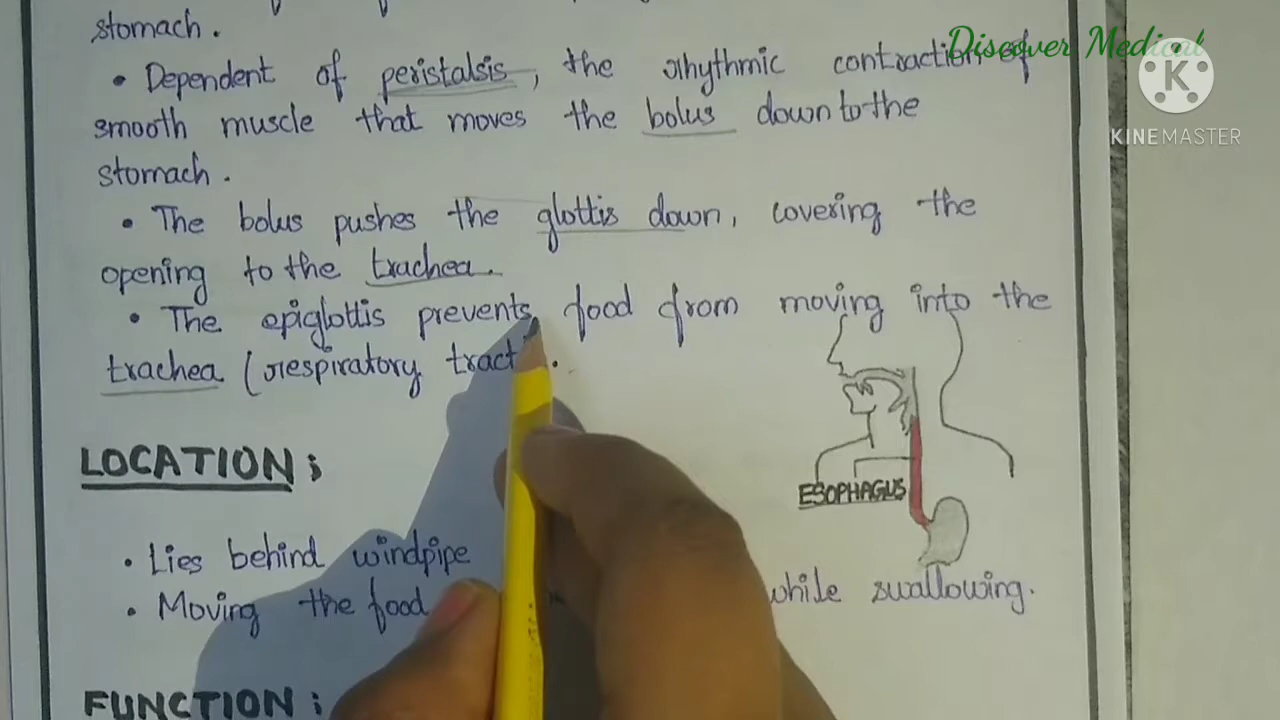 stomach.
Discover Medical
• Dependent of peristalsis, the rhythmic contraction of
KINEMASTER
smooth muscle that moves the bolus down to the
stomach.
• The bolus pushes the glottis down, covering the
opening to the trachea.
• The epiglottis prevents food from moving into the
trachea (respiratory tract).
LOCATION:
ESOPHAGUS
• Lies behind windpipe
• Moving the food while swallowing.
FUNCTION: